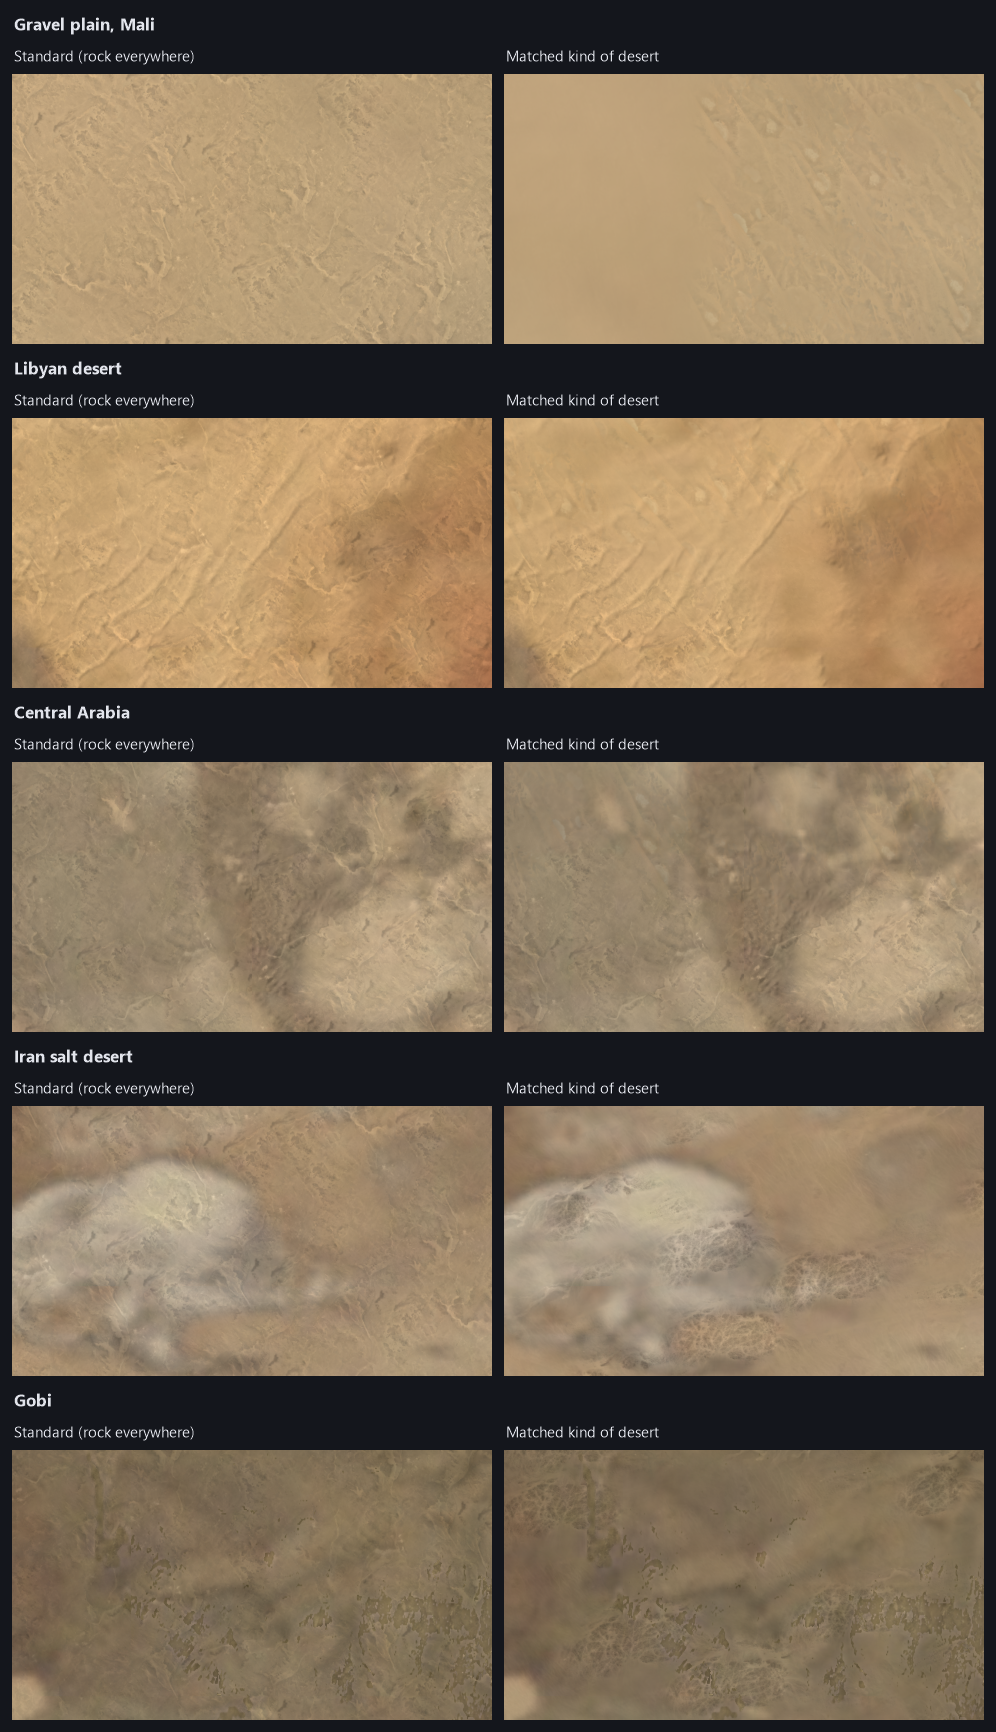 Gravel plain, Mali
Standard (rock everywhere)
Matched kind of desert
Libyan desert
Standard (rock everywhere)
Matched kind of desert
Central Arabia
Standard (rock everywhere)
Matched kind of desert
Iran salt desert
Standard (rock everywhere)
Matched kind of desert
Gobi
Standard (rock everywhere)
Matched kind of desert